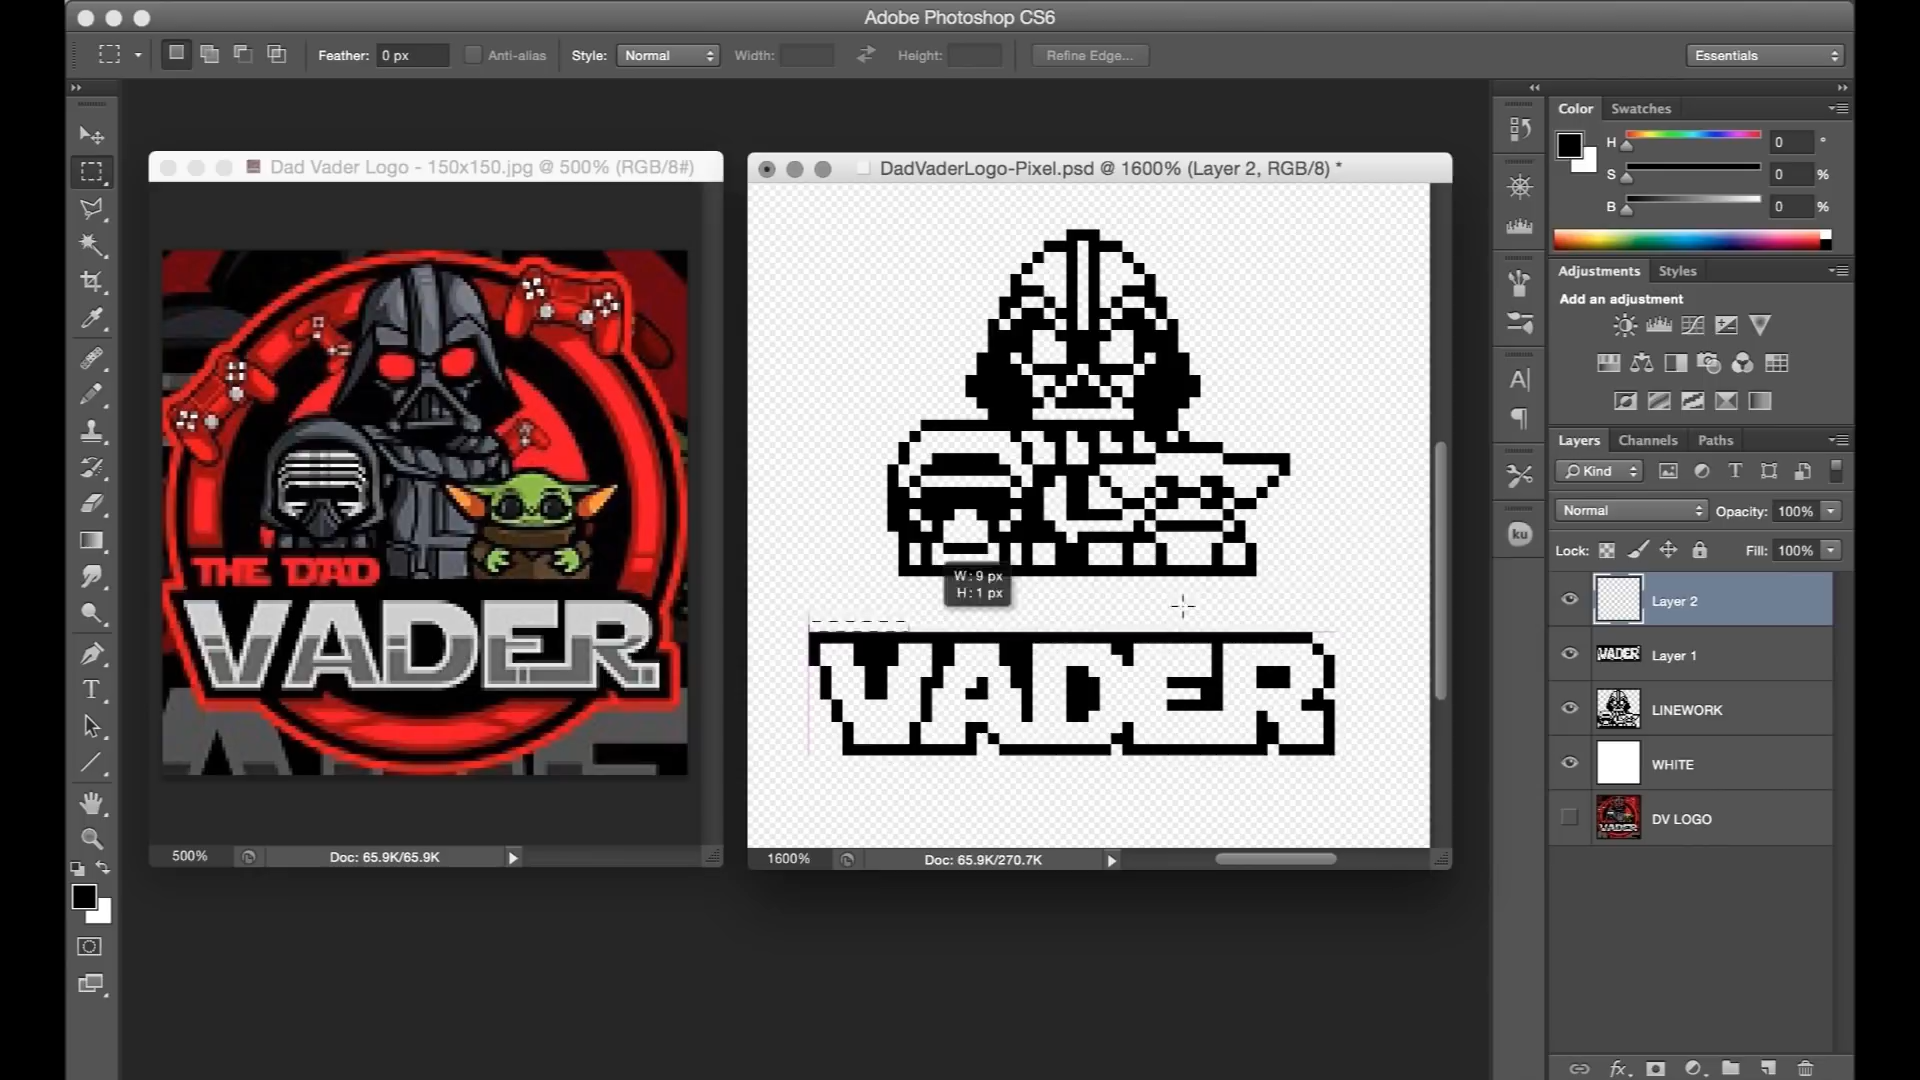 Adobe Photoshop CS6
Feather: 0 px Anti-alias Style: Normal Width: Height: Refine Edge... Essentials
Color Swatches
H 0 °
S 0 %
B 0 %
Adjustments Styles
Add an adjustment
Layers Channels Paths
Kind
Normal Opacity: 100%
Lock: Fill: 100%
Layer 2
VADER Layer 1
LINEWORK
WHITE
VADER DV LOGO
Dad Vader Logo - 150x150.jpg @ 500% (RGB/8#)
THE DAD
VADER
500% Doc: 65.9K/65.9K
DadVaderLogo-Pixel.psd @ 1600% (Layer 2, RGB/8) *
W: 9 px
H: 1 px
VADER
1600% Doc: 65.9K/270.7K
T
A
ku
T
fx